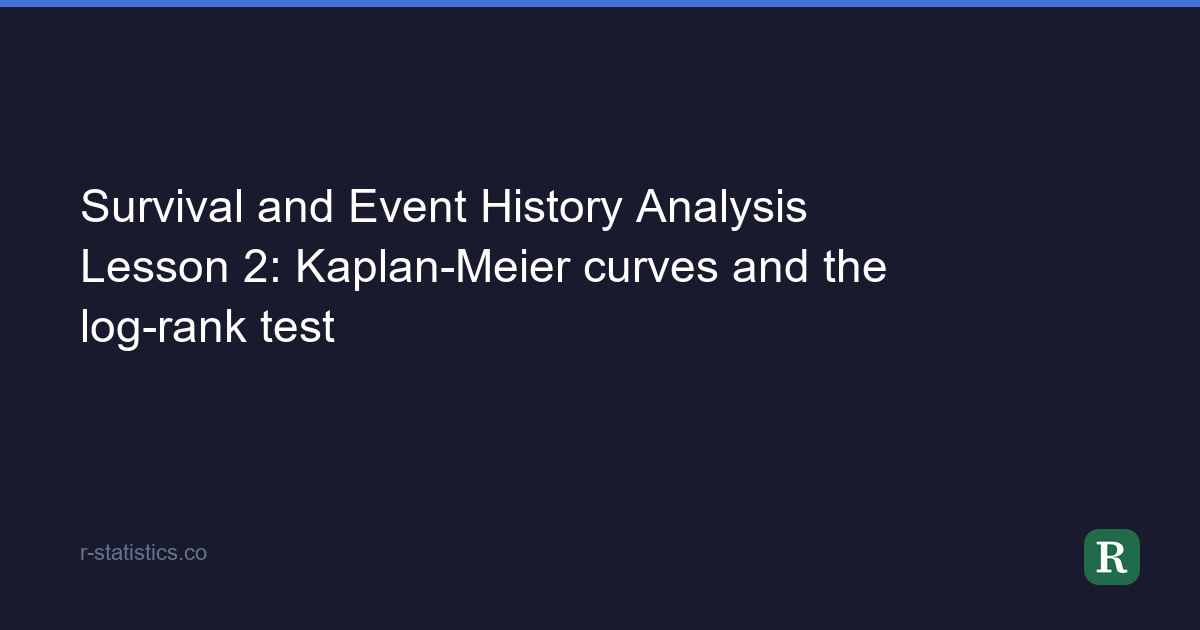 Survival and Event History Analysis
Lesson 2: Kaplan-Meier curves and the
log-rank test
r-statistics.co
R